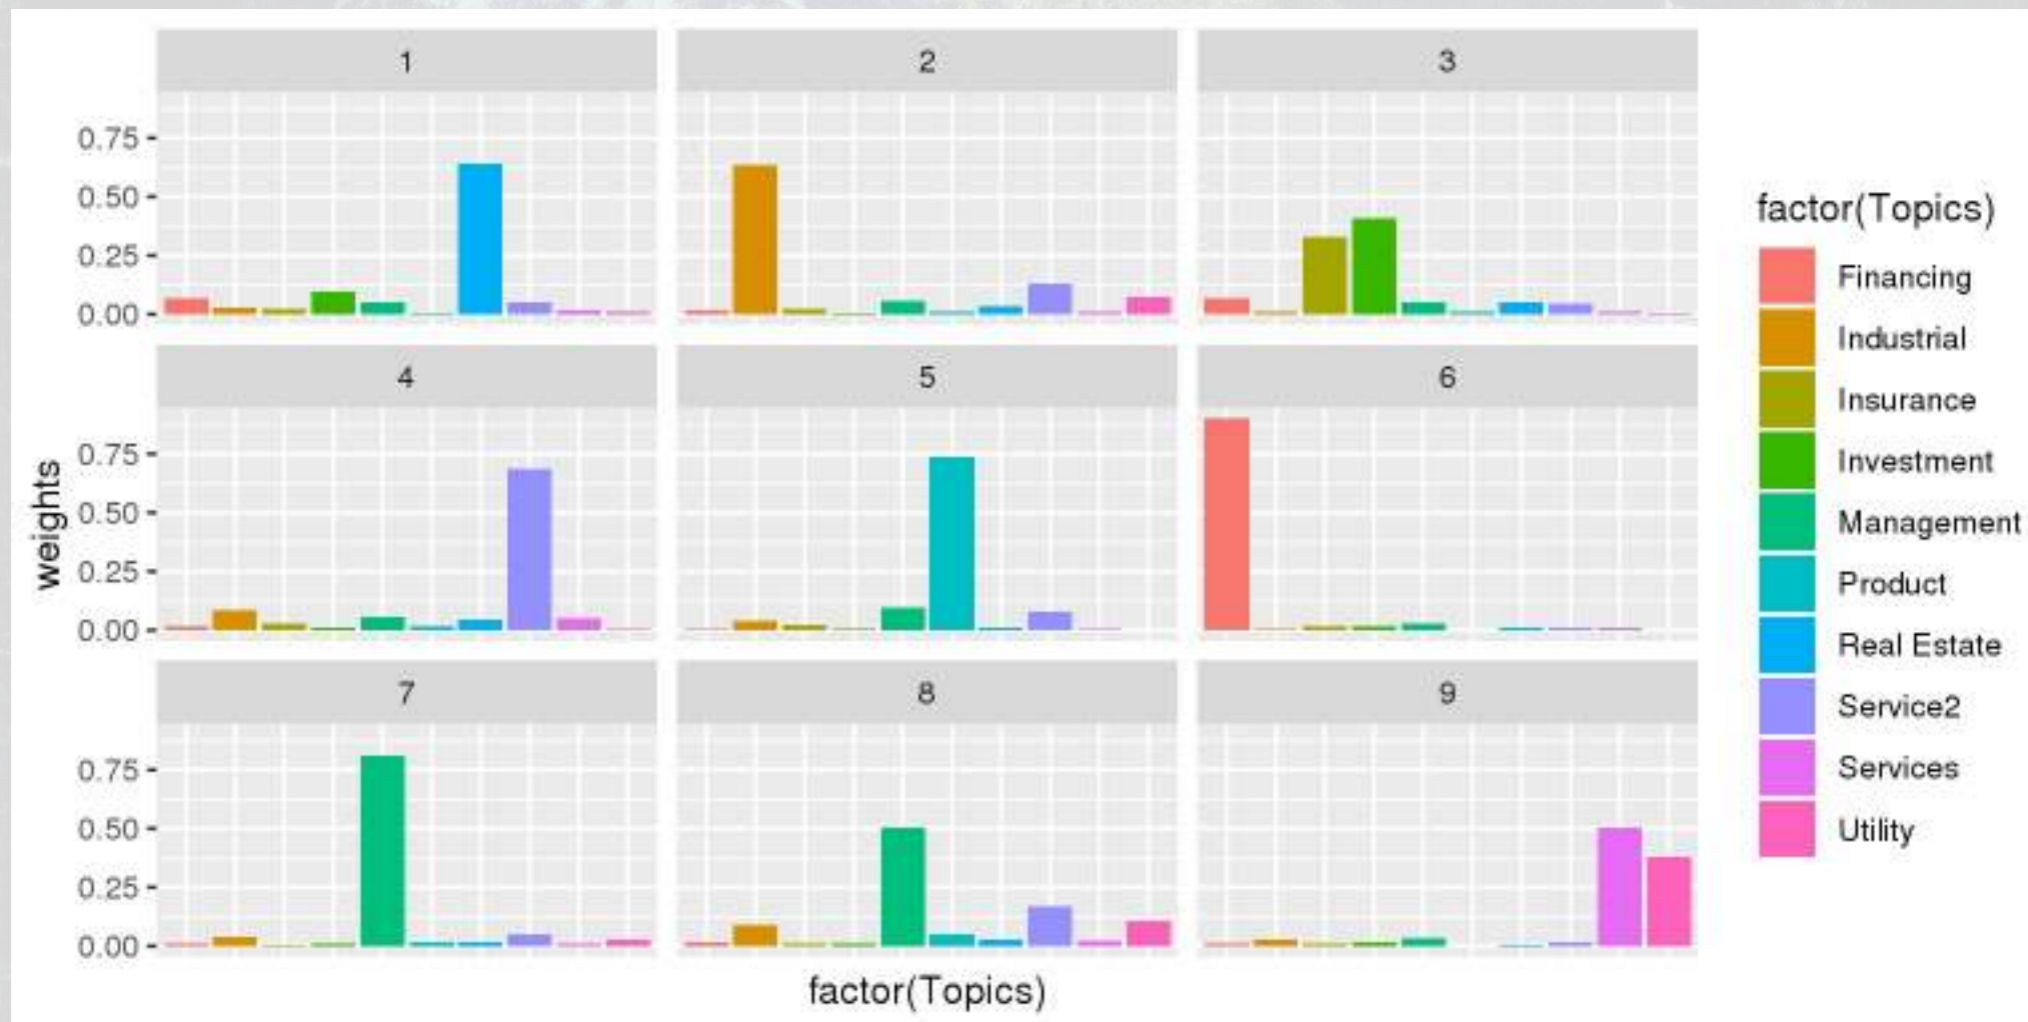 1 2 3
0.75
0.50
0.25
0.00
4 5 6
0.75
0.50
0.25
0.00
7 8 9
0.75
0.50
0.25
0.00
weights
factor(Topics)
factor(Topics)
Financing
Industrial
Insurance
Investment
Management
Product
Real Estate
Service2
Services
Utility